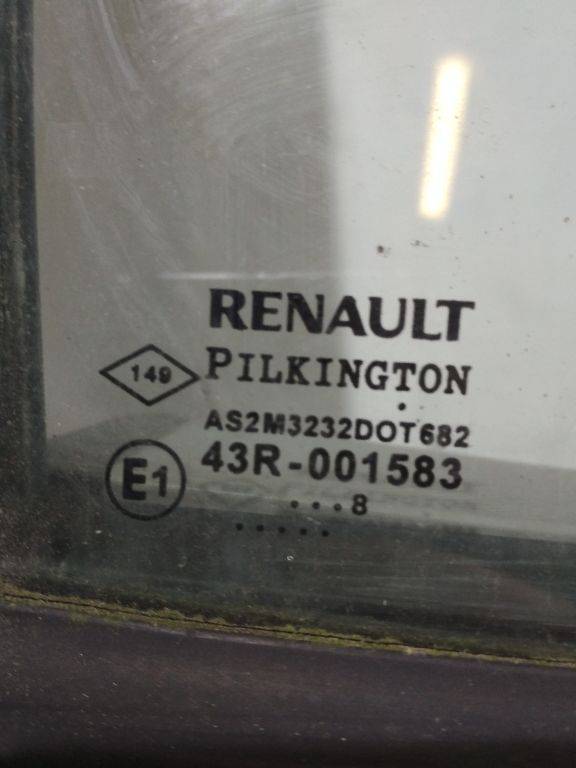 RENAULT
149
PILKINGTON
AS2M3232DOT682
E1
43R-001583
...8
.....